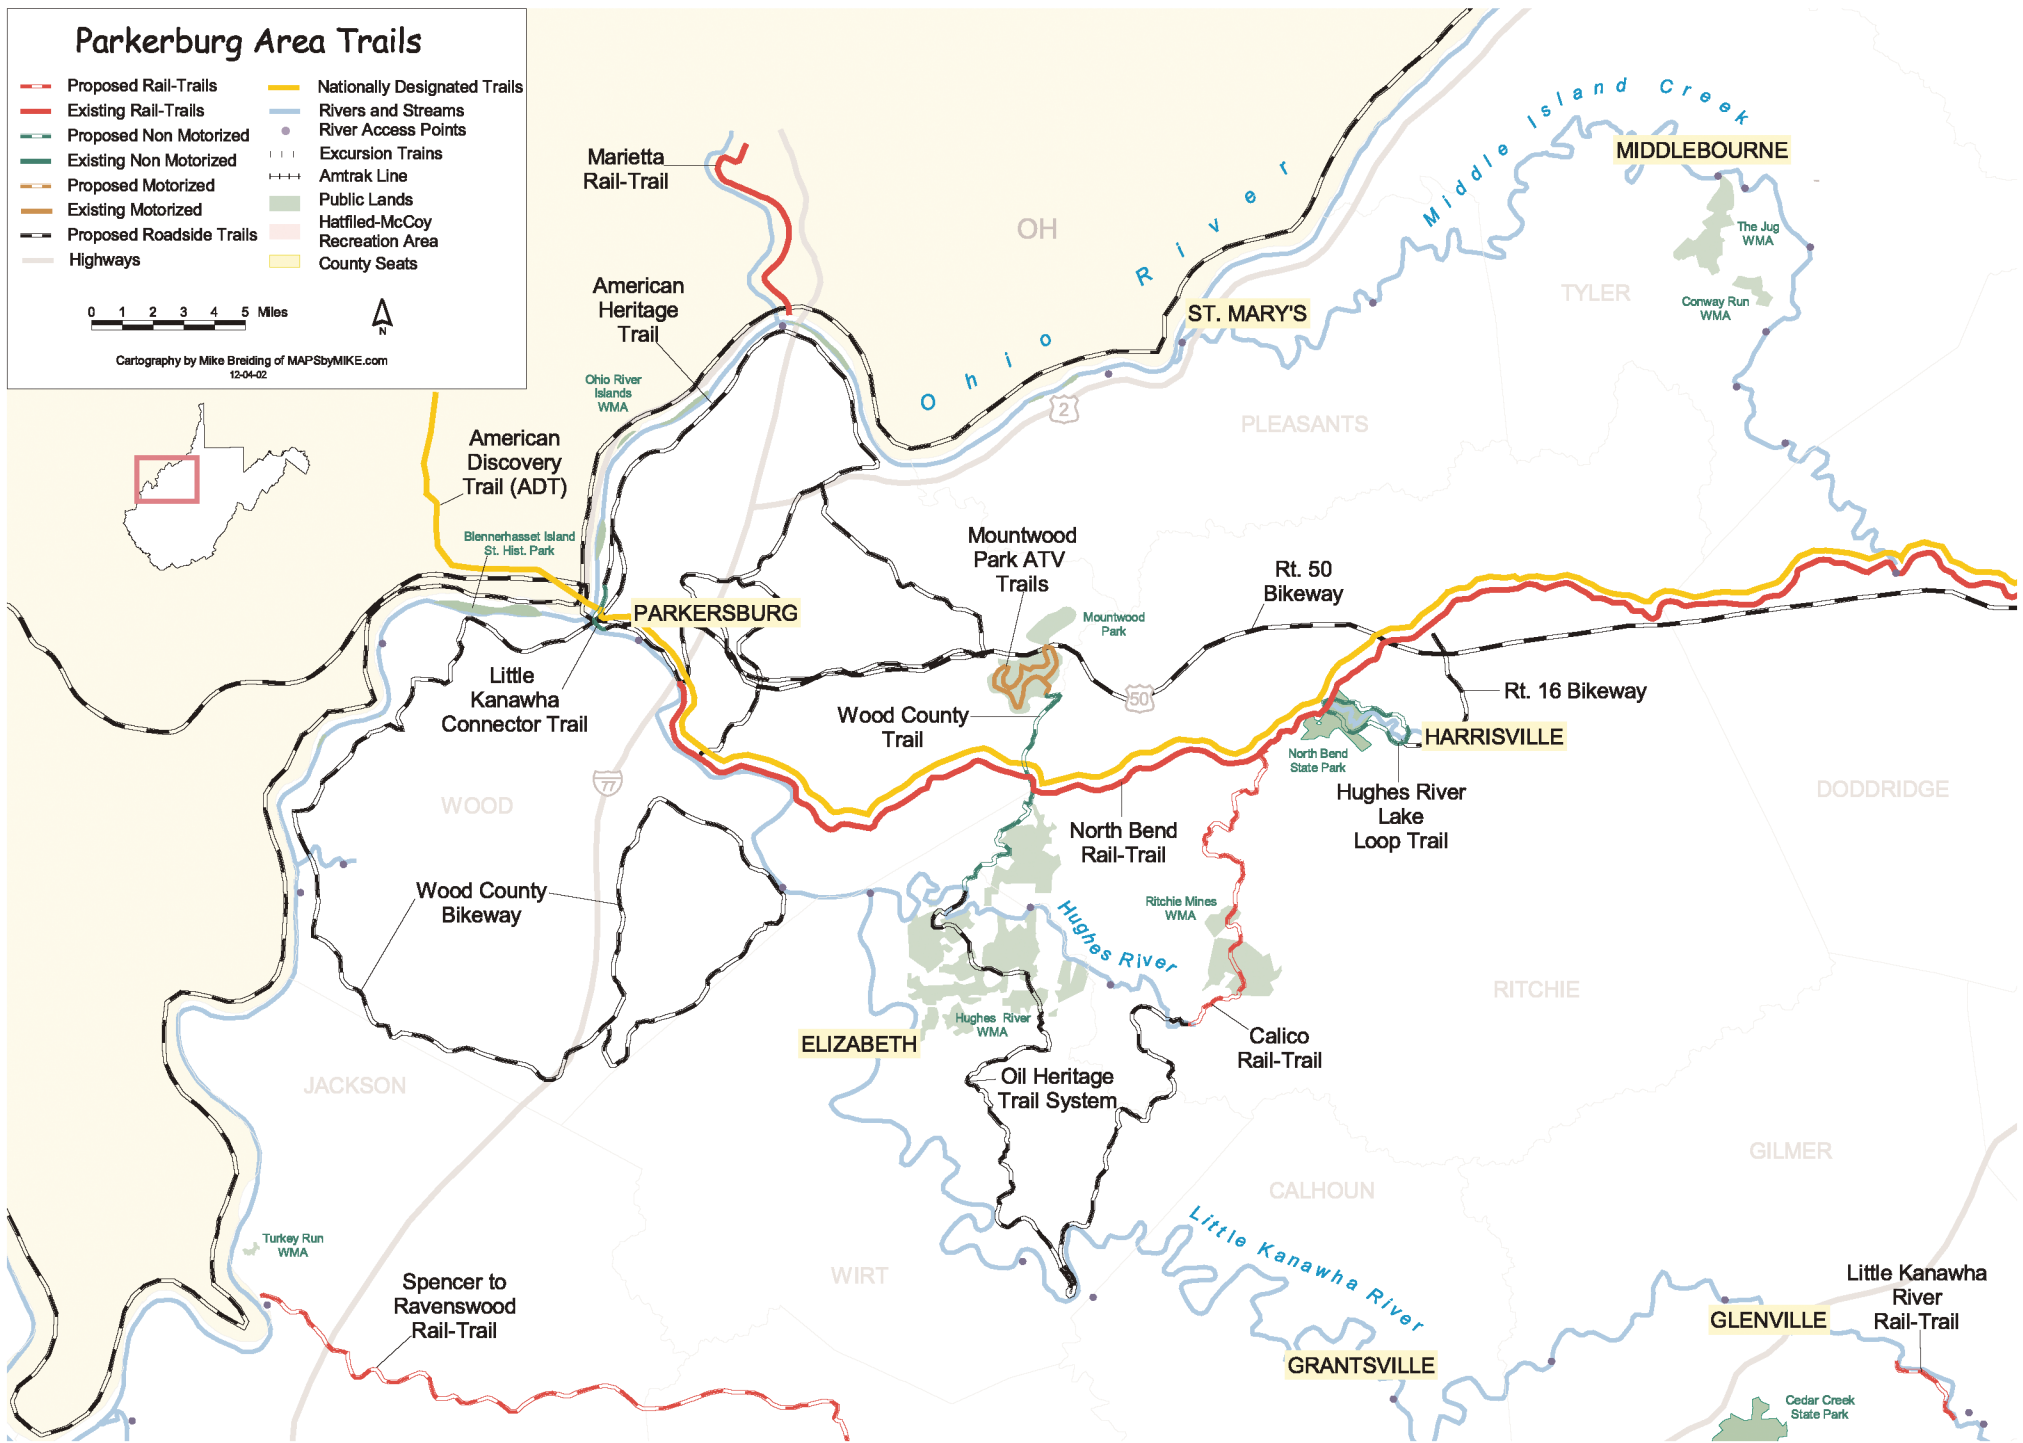 Parkerburg Area Trails
Proposed Rail-Trails
Existing Rail-Trails
Proposed Non Motorized
Existing Non Motorized
Proposed Motorized
Existing Motorized
Proposed Roadside Trails
Highways
Nationally Designated Trails
Rivers and Streams
River Access Points
Excursion Trains
Amtrak Line
Public Lands
Hatfiled-McCoy
Recreation Area
County Seats
0 1 2 3 4 5 Miles
N
Cartography by Mike Breiding of MAPSbyMIKE.com
12-04-02
Marietta
Rail-Trail
OH
Ohio River
Middle Island Creek
MIDDLEBOURNE
The Jug
WMA
TYLER
Conway Run
WMA
American
Heritage
Trail
ST. MARY'S
Ohio River
Islands
WMA
2
PLEASANTS
American
Discovery
Trail (ADT)
Blennerhasset Island
St. Hist. Park
Mountwood
Park ATV
Trails
Rt. 50
Bikeway
PARKERSBURG
Mountwood
Park
Little
Kanawha
Connector Trail
50
Rt. 16 Bikeway
Wood County
Trail
HARRISVILLE
North Bend
State Park
77
WOOD
Hughes River
Lake
Loop Trail
DODDRIDGE
North Bend
Rail-Trail
Wood County
Bikeway
Ritchie Mines
WMA
Hughes River
RITCHIE
Hughes River
WMA
ELIZABETH
Calico
Rail-Trail
JACKSON
Oil Heritage
Trail System
GILMER
CALHOUN
Little Kanawha River
Turkey Run
WMA
WIRT
Spencer to
Ravenswood
Rail-Trail
Little Kanawha
River
Rail-Trail
GLENVILLE
GRANTSVILLE
Cedar Creek
State Park